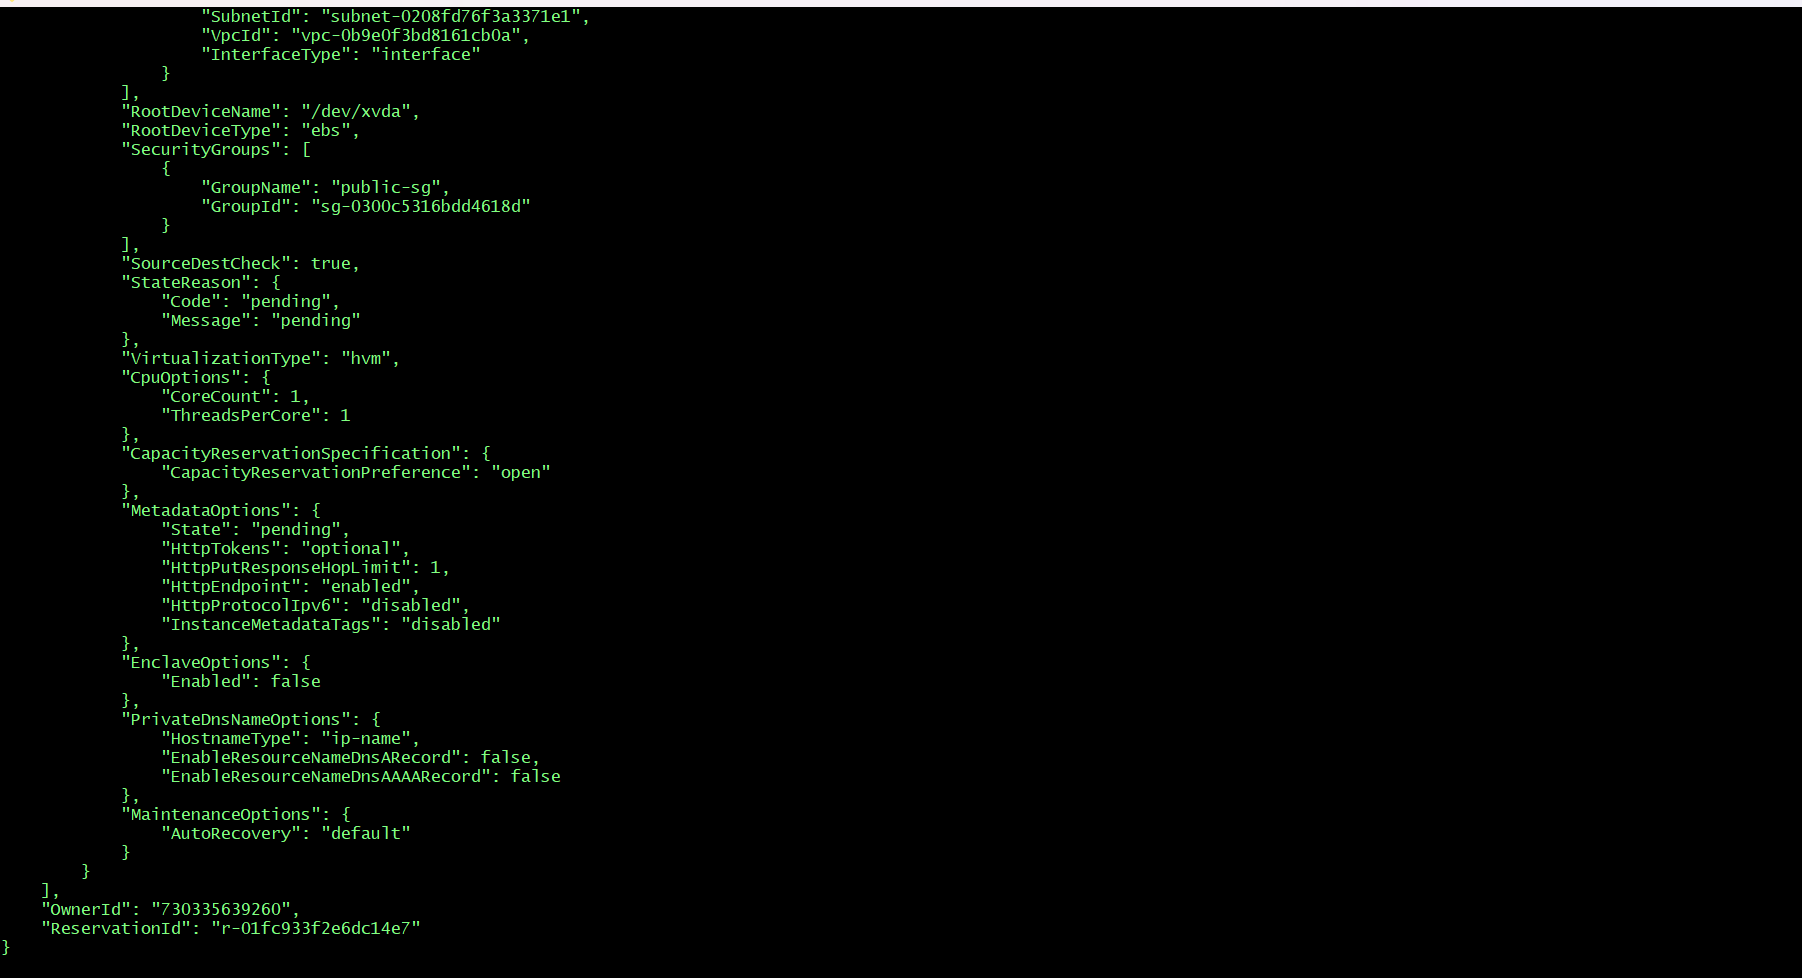 "SubnetId": "subnet-0208fd76f3a3371e1",
"VpcId": "vpc-0b9e0f3bd8161cb0a",
"InterfaceType": "interface"
}
],
"RootDeviceName": "/dev/xvda",
"RootDeviceType": "ebs",
"SecurityGroups": [
{
"GroupName": "public-sg",
"GroupId": "sg-0300c5316bdd4618d"
}
],
"SourceDestCheck": true,
"StateReason": {
"Code": "pending",
"Message": "pending"
},
"VirtualizationType": "hvm",
"CpuOptions": {
"CoreCount": 1,
"ThreadsPerCore": 1
},
"CapacityReservationSpecification": {
"CapacityReservationPreference": "open"
},
"MetadataOptions": {
"State": "pending",
"HttpTokens": "optional",
"HttpPutResponseHopLimit": 1,
"HttpEndpoint": "enabled",
"HttpProtocolIpv6": "disabled",
"InstanceMetadataTags": "disabled"
},
"EnclaveOptions": {
"Enabled": false
},
"PrivateDnsNameOptions": {
"HostnameType": "ip-name",
"EnableResourceNameDnsARecord": false,
"EnableResourceNameDnsAAAARecord": false
},
"MaintenanceOptions": {
"AutoRecovery": "default"
}
}
],
"OwnerId": "730335639260",
"ReservationId": "r-01fc933f2e6dc14e7"
}